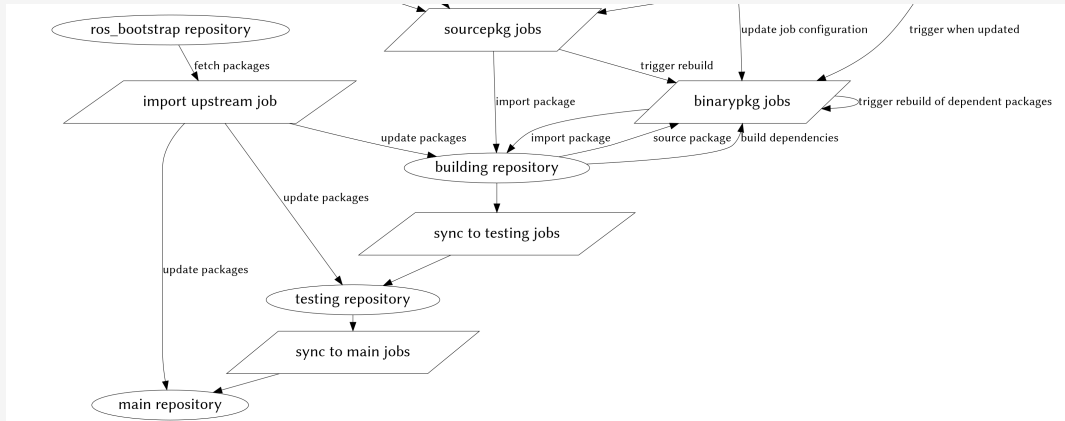 ros_bootstrap repository
sourcepkg jobs
update job configuration
trigger when updated
fetch packages
trigger rebuild
import upstream job
import package
binarypkg jobs
trigger rebuild of dependent packages
update packages
import package
source package
build dependencies
building repository
update packages
sync to testing jobs
update packages
testing repository
sync to main jobs
main repository